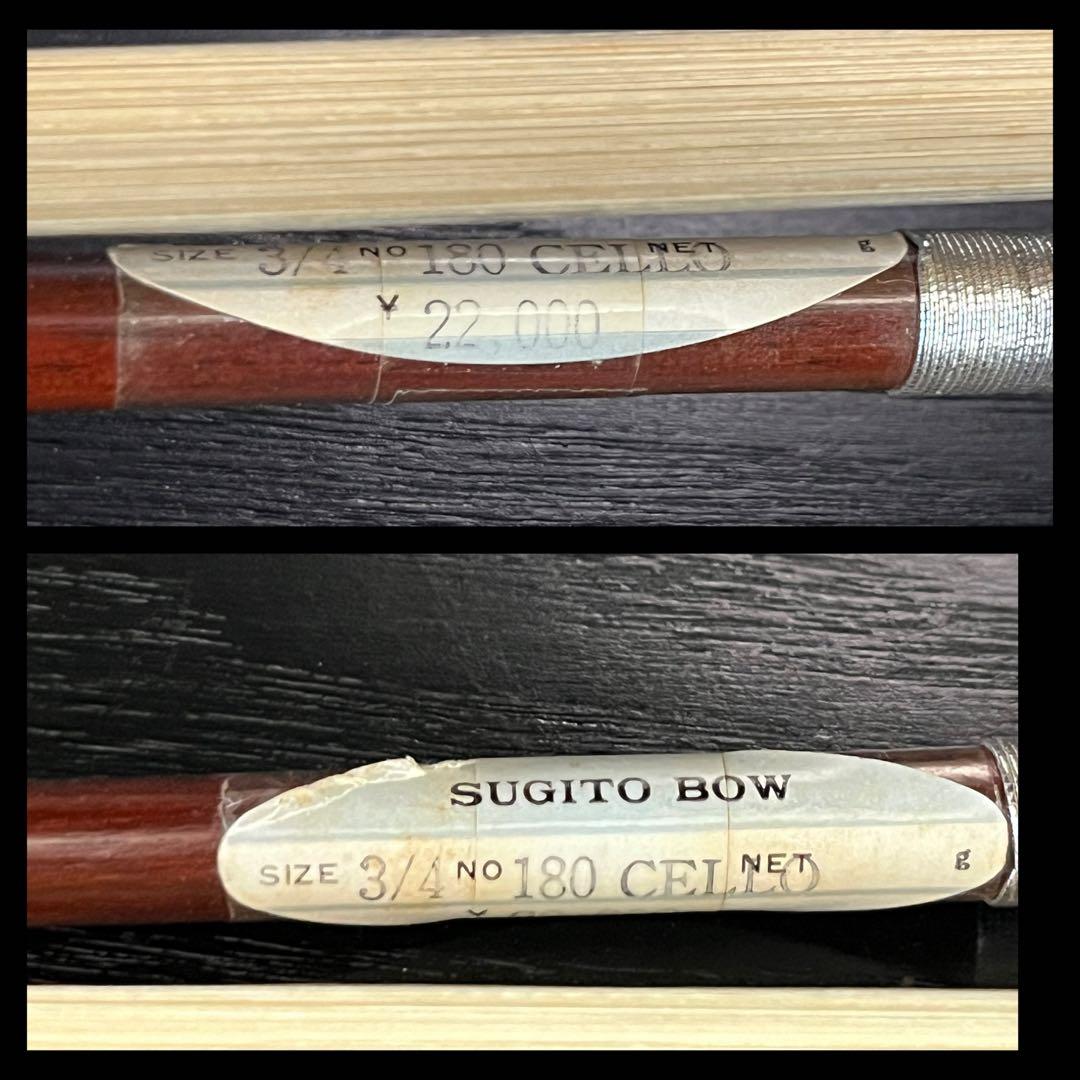 SIZE 3/4 NO 180 CELLO NET g
¥ 22,000
SUGITO BOW
SIZE 3/4 NO 180 CELLO NET g
¥